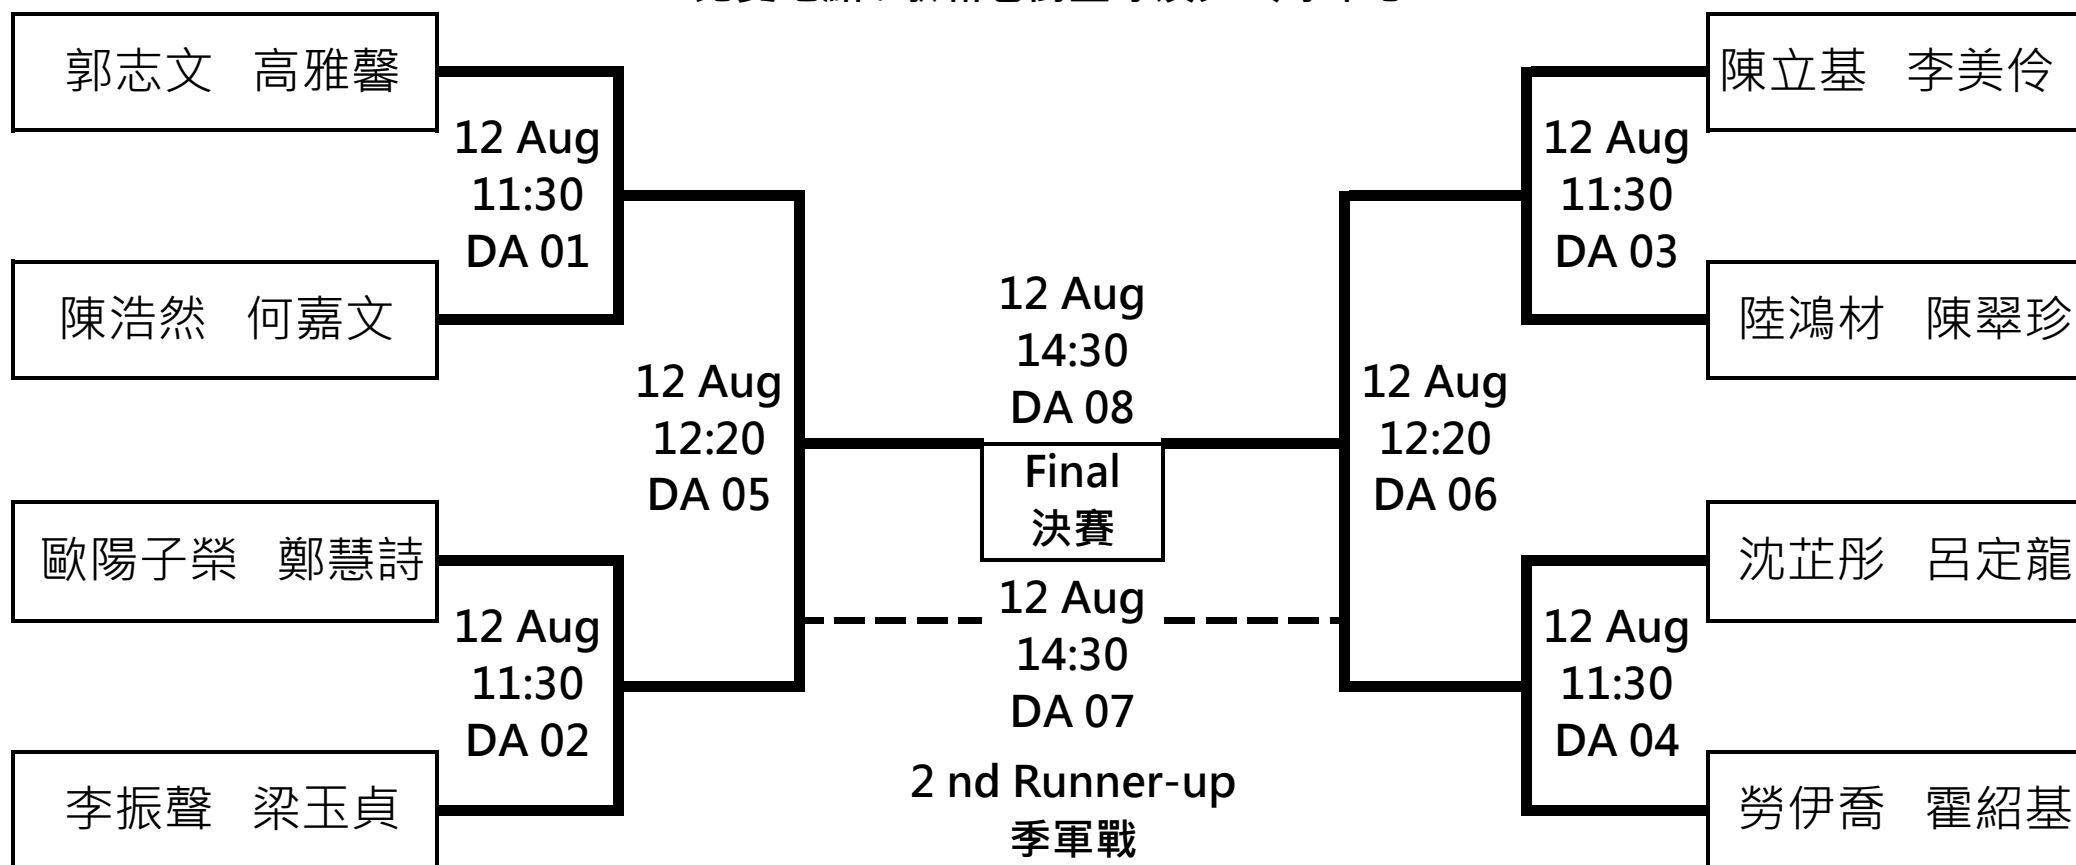 郭志文 高雅馨
12 Aug
11:30
DA 01
陳浩然 何嘉文
12 Aug
12:20
DA 05
歐陽子榮 鄭慧詩
12 Aug
11:30
DA 02
李振聲 梁玉貞
12 Aug
14:30
DA 08
Final
決賽
12 Aug
14:30
DA 07
2 nd Runner-up
季軍戰
陳立基 李美伶
12 Aug
11:30
DA 03
陸鴻材 陳翠珍
12 Aug
12:20
DA 06
沈芷彤 呂定龍
12 Aug
11:30
DA 04
勞伊喬 霍紹基